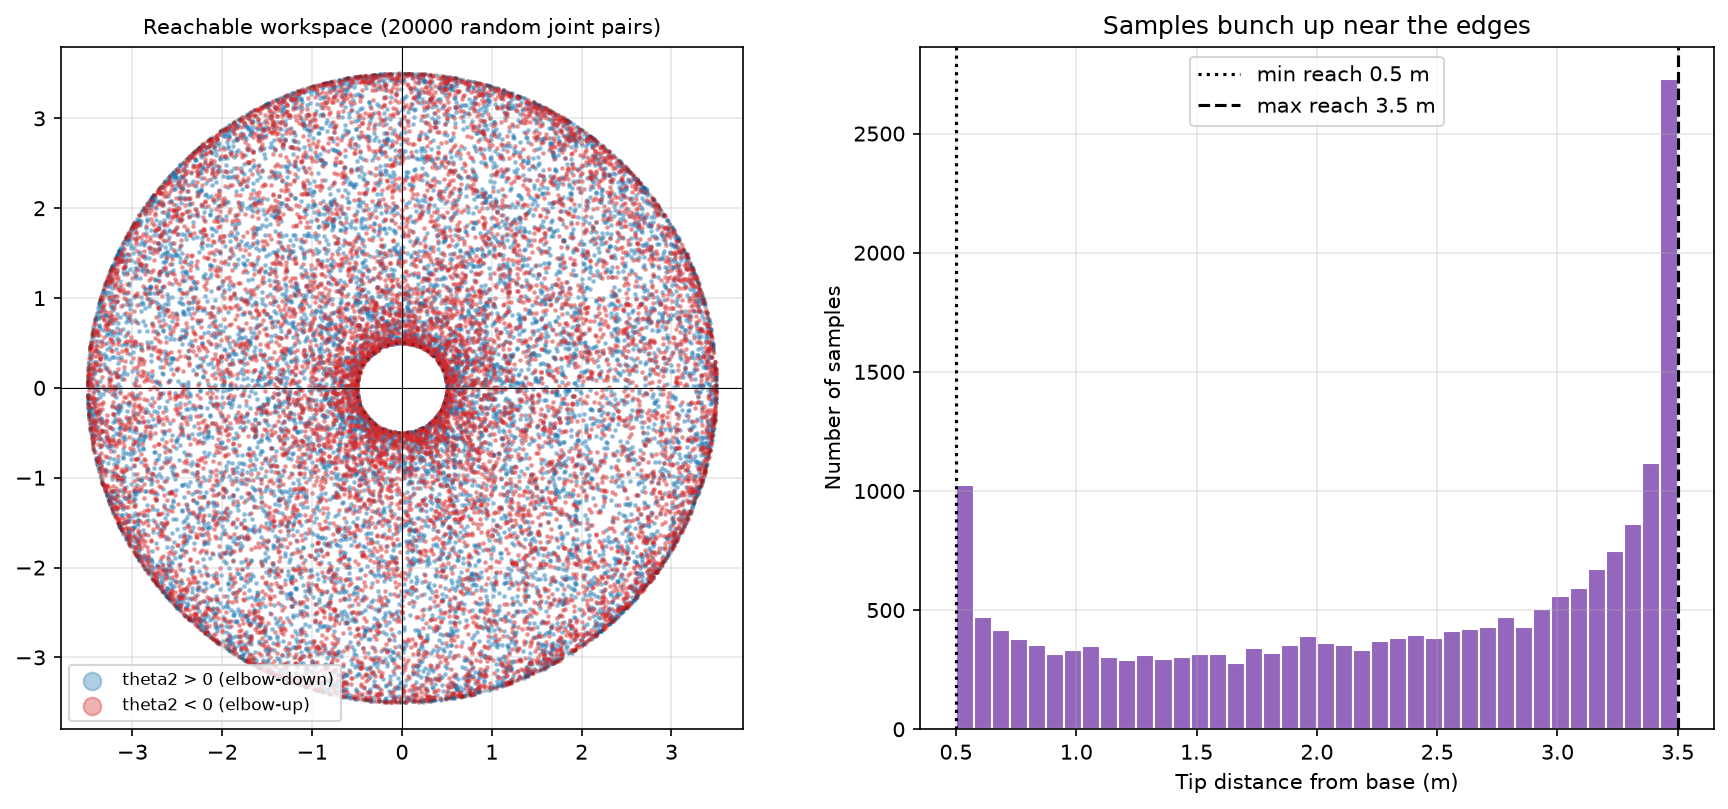 Reachable workspace (20000 random joint pairs)
3
2
1
0
−1
−2
−3
theta2 > 0 (elbow-down)
theta2 < 0 (elbow-up)
−3 −2 −1 0 1 2 3
Samples bunch up near the edges
min reach 0.5 m
max reach 3.5 m
Number of samples
2500
2000
1500
1000
500
0
0.5 1.0 1.5 2.0 2.5 3.0 3.5
Tip distance from base (m)